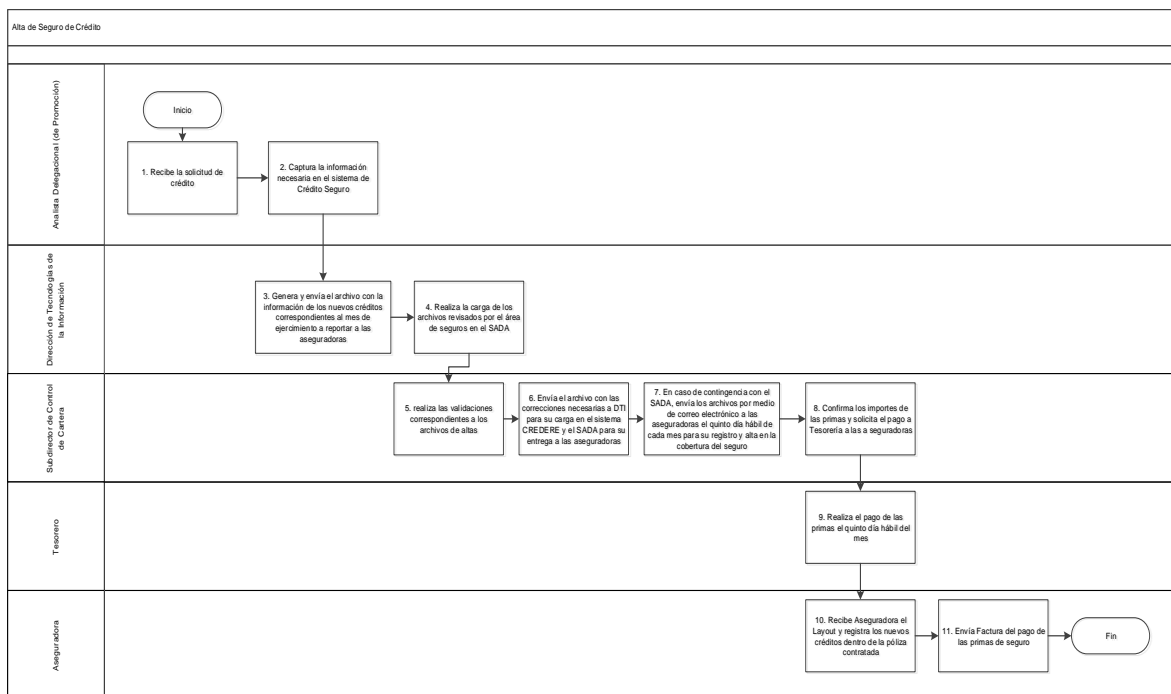 Alta de Seguro de Crédito
Analista Delegacional (de Promoción)
Inicio
1. Recibe la solicitud de
crédito
2. Captura la información
necesaria en el sistema de
Crédito Seguro
Dirección de Tecnologías de
la Información
3. Genera y envía el archivo con la
información de los nuevos créditos
correspondientes al mes de
ejercimiento a reportar a las
aseguradoras
4. Realiza la carga de los
archivos revisados por el área
de seguros en el SADA
Subdirector de Control
de Cartera
5. realiza las validaciones
correspondientes a los
archivos de altas
6. Envía el archivo con las
correcciones necesarias a DTI
para su carga en el sistema
CREDERE y el SADA para su
entrega a las aseguradoras
7. En caso de contingencia con el
SADA, envía los archivos por medio
de correo electrónico a las
aseguradoras el quinto día hábil
de cada mes para su registro y alta en la
cobertura del seguro
8. Confirma los importes de
las primas y solicita el pago
a Tesorería a las a seguradoras
Tesorero
9. Realiza el pago de las
primas el quinto día hábil del
mes
Aseguradora
10. Recibe Aseguradora el
Layout y registra los nuevos
créditos dentro de la póliza
contratada
11. Envía Factura del pago de
las primas de seguro
Fin